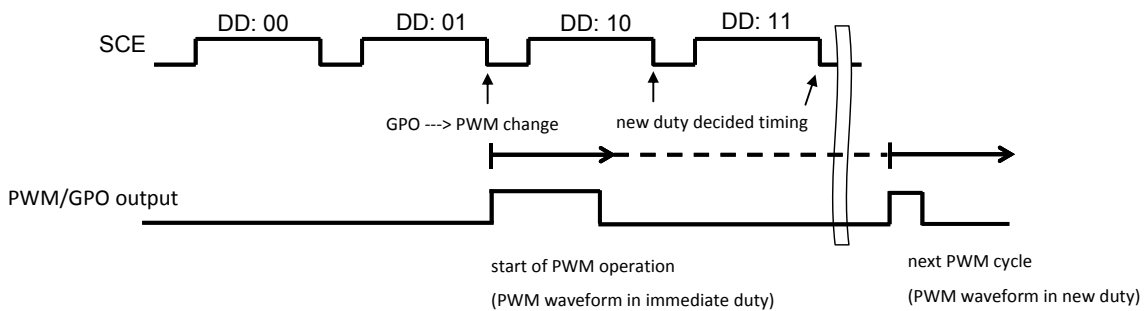 DD: 00 DD: 01 DD: 10 DD: 11
SCE
GPO ---> PWM change new duty decided timing
PWM/GPO output
start of PWM operation next PWM cycle
(PWM waveform in immediate duty) (PWM waveform in new duty)